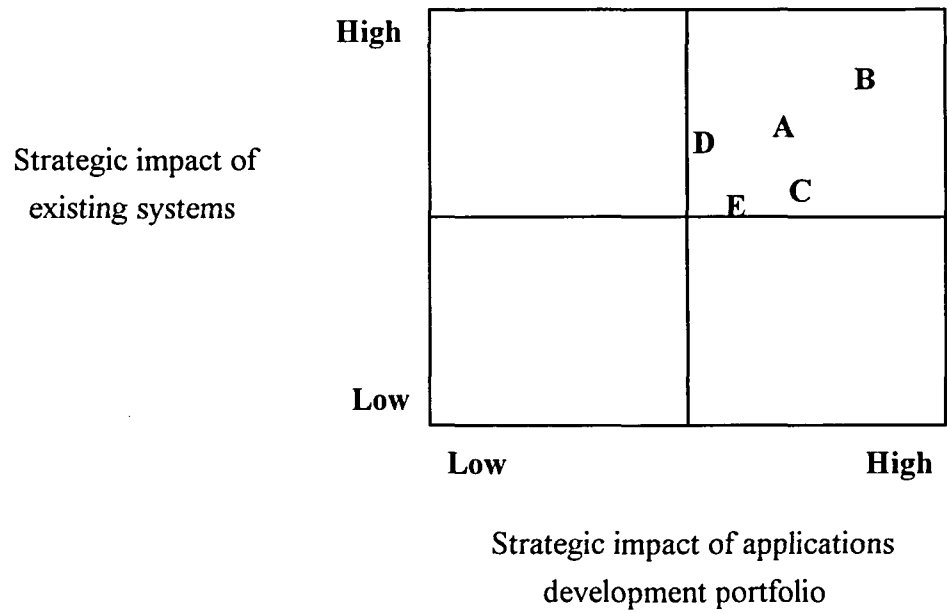 High
B
A
D
Strategic impact of
existing systems
C
E
Low
Low
High
Strategic impact of applications
development portfolio